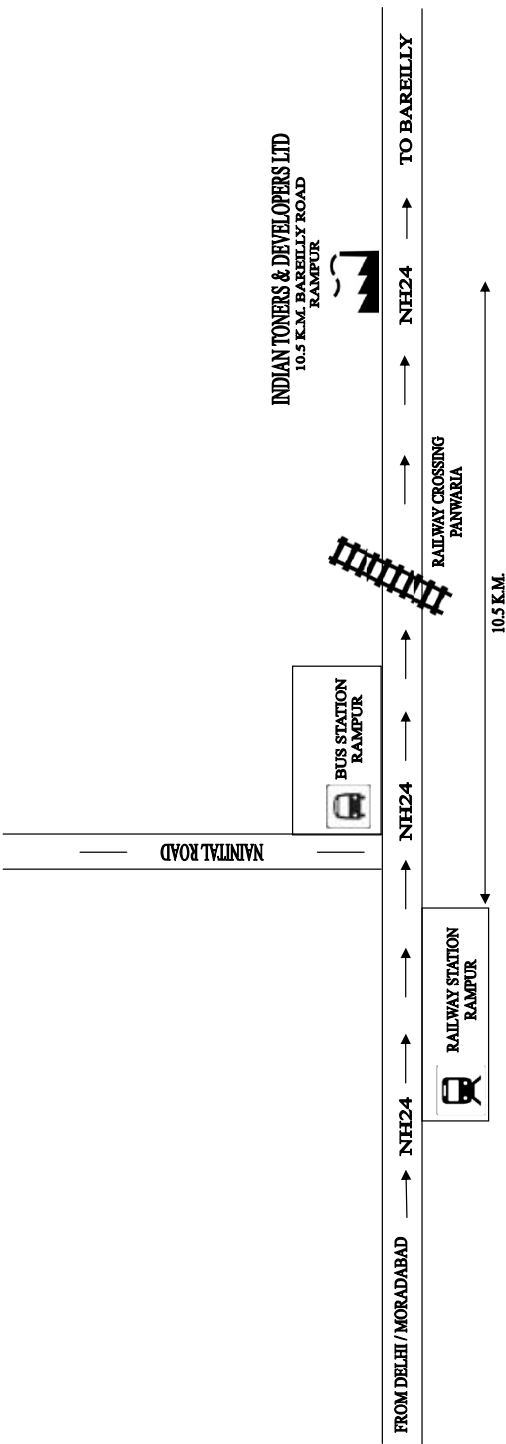 INDIAN TONERS & DEVELOPERS LTD
10.5 K.M. BAREILLY ROAD
RAMPUR
NAINITAL ROAD
BUS STATION
RAMPUR
FROM DELHI / MORADABAD
NH24
NH24
NH24
TO BAREILLY
RAILWAY STATION
RAMPUR
RAILWAY CROSSING
PANWARIA
10.5 K.M.